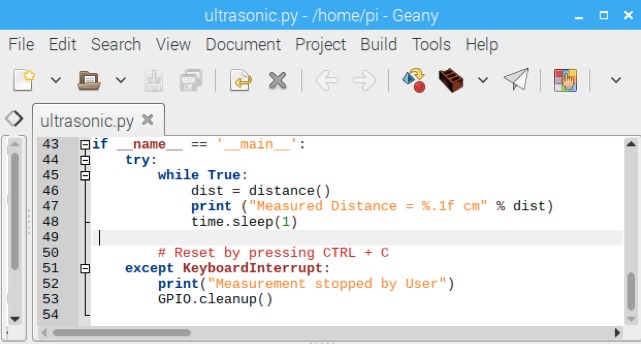 ultrasonic.py - /home/pi - Geany
File Edit Search View Document Project Build Tools Help
ultrasonic.py
43 if __name__ == '__main__':
44     try:
45         while True:
46             dist = distance()
47             print ("Measured Distance = %.1f cm" % dist)
48             time.sleep(1)
49
50         # Reset by pressing CTRL + C
51     except KeyboardInterrupt:
52         print("Measurement stopped by User")
53         GPIO.cleanup()
54